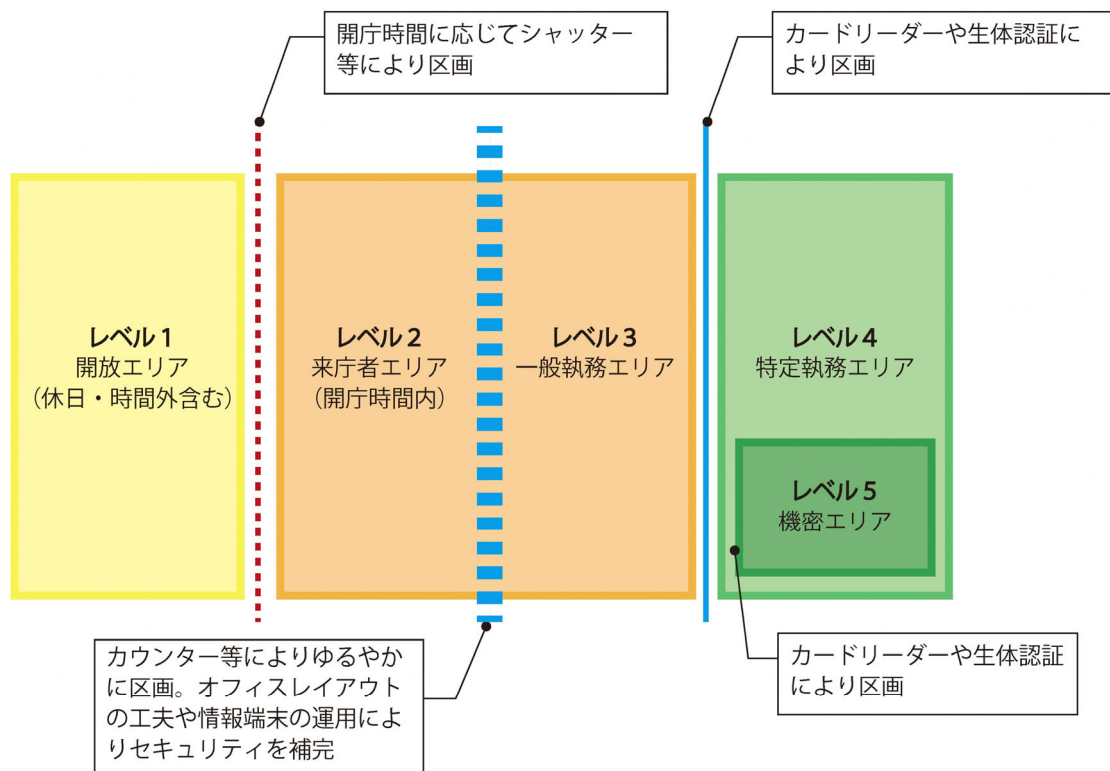 開庁時間に応じてシャッター
等により区画
カードリーダーや生体認証に
より区画
レベル 1
開放エリア
（休日・時間外含む）
レベル 2
来庁者エリア
（開庁時間内）
レベル 3
一般執務エリア
レベル 4
特定執務エリア
レベル 5
機密エリア
カウンター等によりゆるやか
に区画。オフィスレイアウト
の工夫や情報端末の運用によ
りセキュリティを補完
カードリーダーや生体認証
により区画